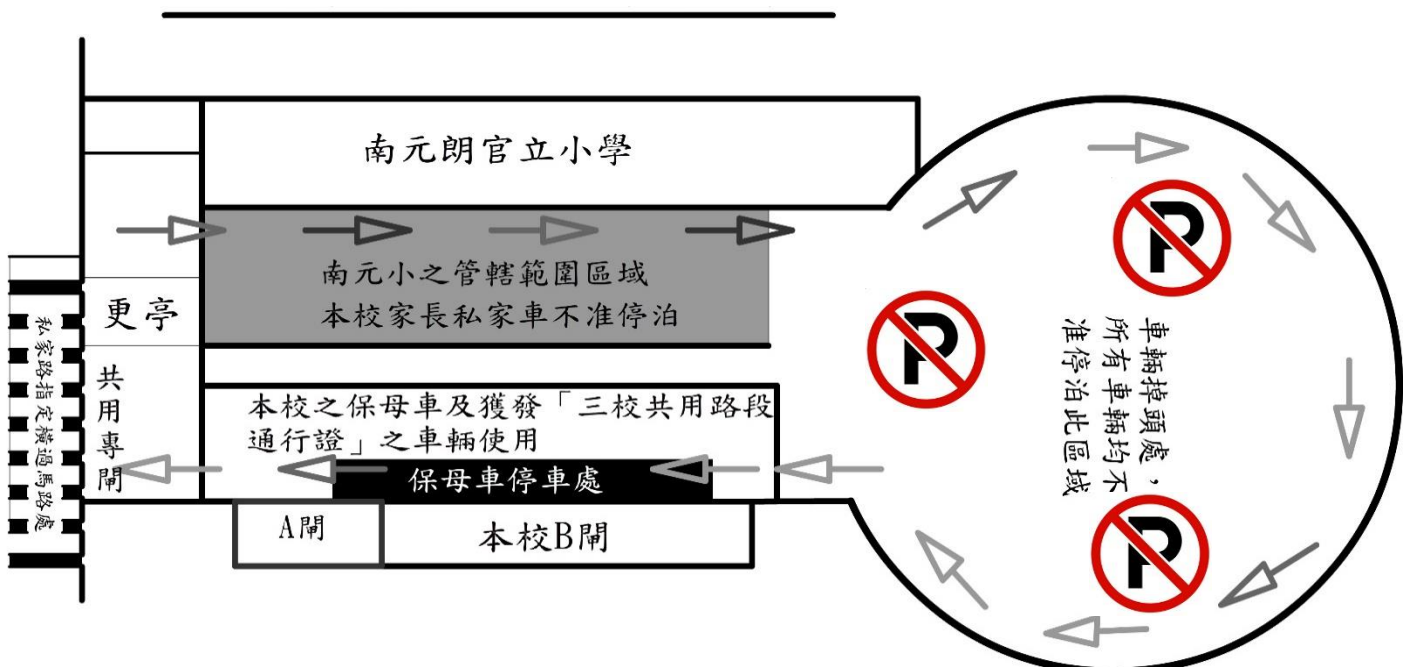 南元朗官立小學
南元小之管轄範圍區域
本校家長私家車不准停泊
更亭
共用專閘
私家路指定橫過馬路處
本校之保母車及獲發「三校共用路段
通行證」之車輛使用
保母車停車處
A閘
本校B閘
P
P
P
車輛掉頭處，
所有車輛均不
准停泊此區域